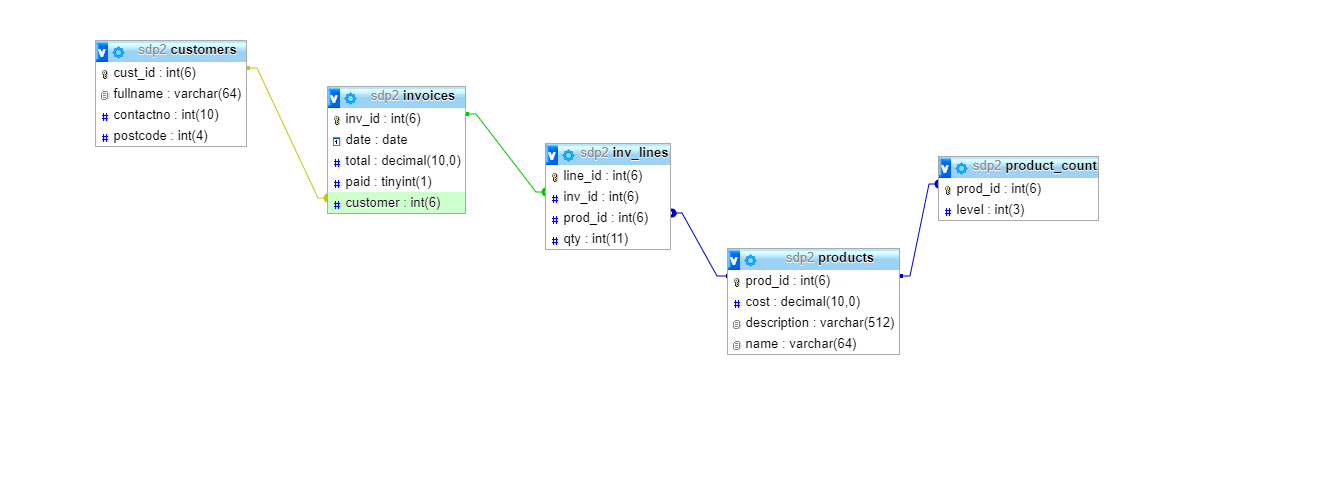 sdp2 customers
cust_id : int(6)
fullname : varchar(64)
contactno : int(10)
postcode : int(4)
sdp2 invoices
inv_id : int(6)
date : date
total : decimal(10,0)
paid : tinyint(1)
customer : int(6)
sdp2 inv_lines
line_id : int(6)
inv_id : int(6)
prod_id : int(6)
qty : int(11)
sdp2 products
prod_id : int(6)
cost : decimal(10,0)
description : varchar(512)
name : varchar(64)
sdp2 product_count
prod_id : int(6)
level : int(3)